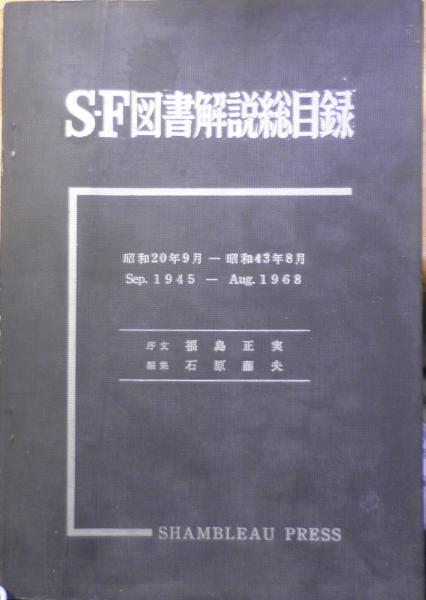 S-F図書解説総目録
昭和20年9月 — 昭和43年8月
Sep. 1945 — Aug. 1968
序文 福島正実
編集 石原藤夫
SHAMBLEAU PRESS